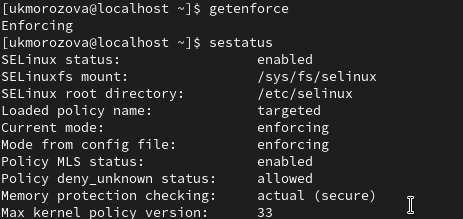 [ukmorozova@localhost ~]$ getenforce
Enforcing
[ukmorozova@localhost ~]$ sestatus
SELinux status:                 enabled
SELinuxfs mount:                /sys/fs/selinux
SELinux root directory:         /etc/selinux
Loaded policy name:             targeted
Current mode:                   enforcing
Mode from config file:          enforcing
Policy MLS status:              enabled
Policy deny_unknown status:     allowed
Memory protection checking:     actual (secure)
Max kernel policy version:      33